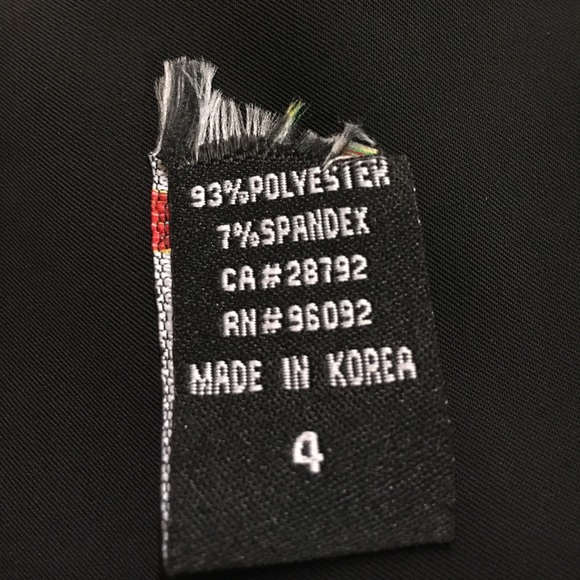 93%POLYESTER
7%SPANDEX
CA#28792
RN#96092
MADE IN KOREA
4